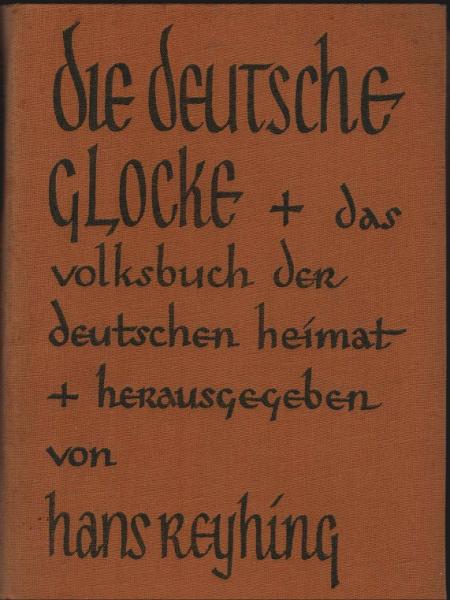 die deutsche
glocke + das
volksbuch der
deutschen heimat
+ herausgegeben
von
hans reyhing